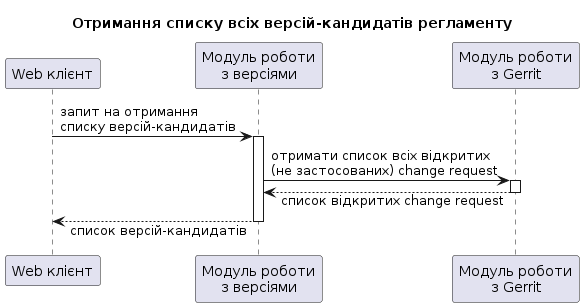 Отримання списку всіх версій-кандидатів регламенту
Web клієнт
Модуль роботи
з версіями
Модуль роботи
з Gerrit
запит на отримання
списку версій-кандидатів
отримати список всіх відкритих
(не застосованих) change request
список відкритих change request
список версій-кандидатів
Web клієнт
Модуль роботи
з версіями
Модуль роботи
з Gerrit